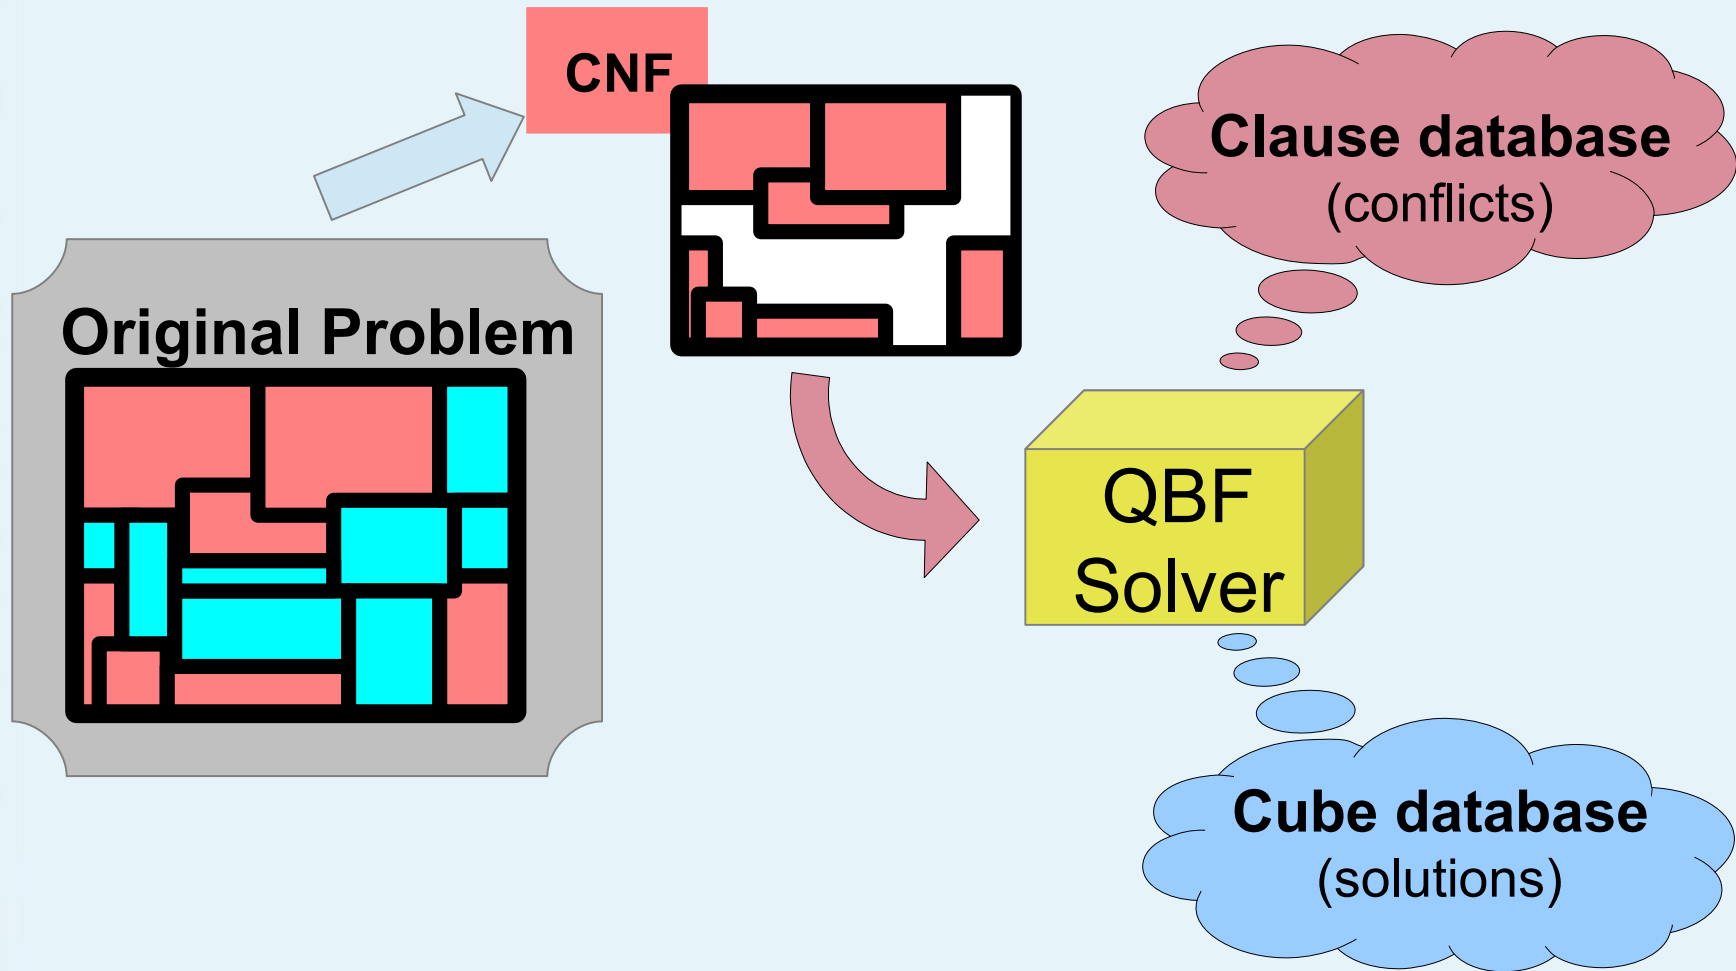 CNF
Original Problem
Clause database
(conflicts)
QBF
Solver
Cube database
(solutions)